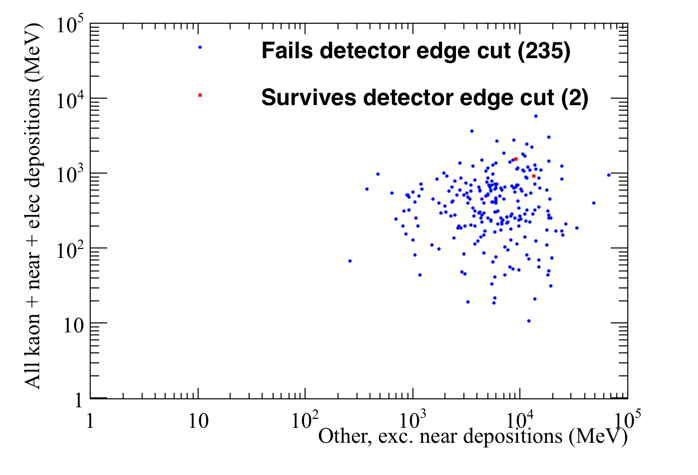 10^5
Fails detector edge cut (235)
10^4
Survives detector edge cut (2)
10^3
10^2
10
1
All kaon + near + elec depositions (MeV)
1 10 10^2 10^3 10^4 10^5
Other, exc. near depositions (MeV)